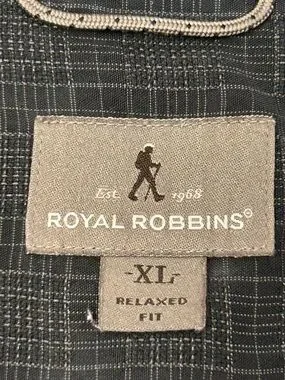 Est. 1968
ROYAL ROBBINS®
-XL-
RELAXED
FIT